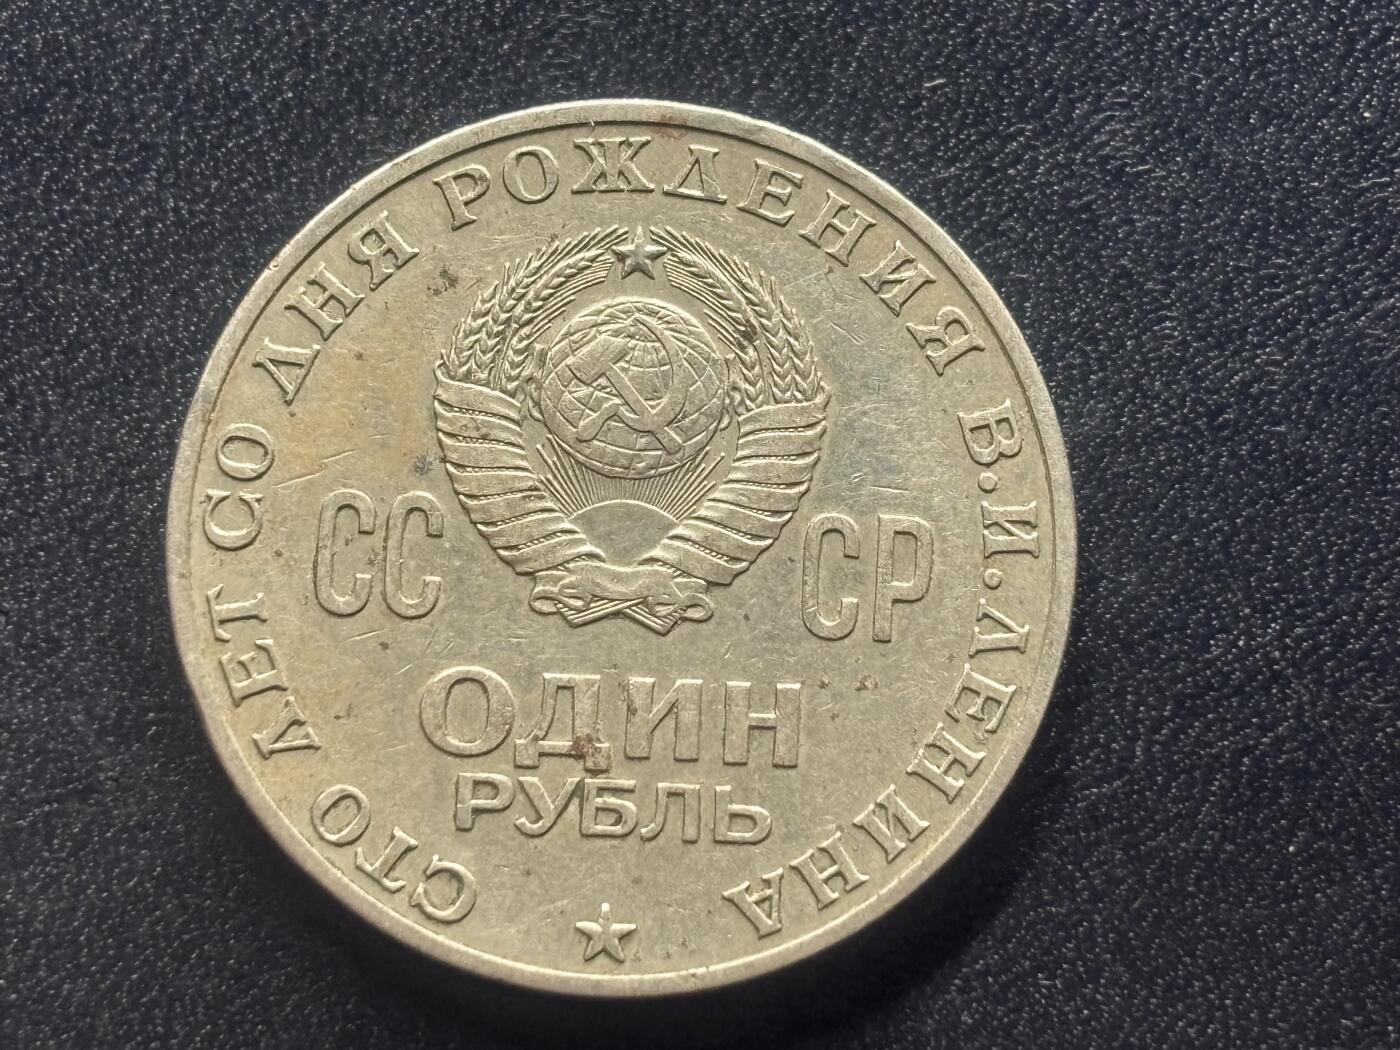 СТО ЛЕТ СО ДНЯ РОЖДЕНИЯ В.И.ЛЕНИНА
СС СР
ОДИН
РУБЛЬ